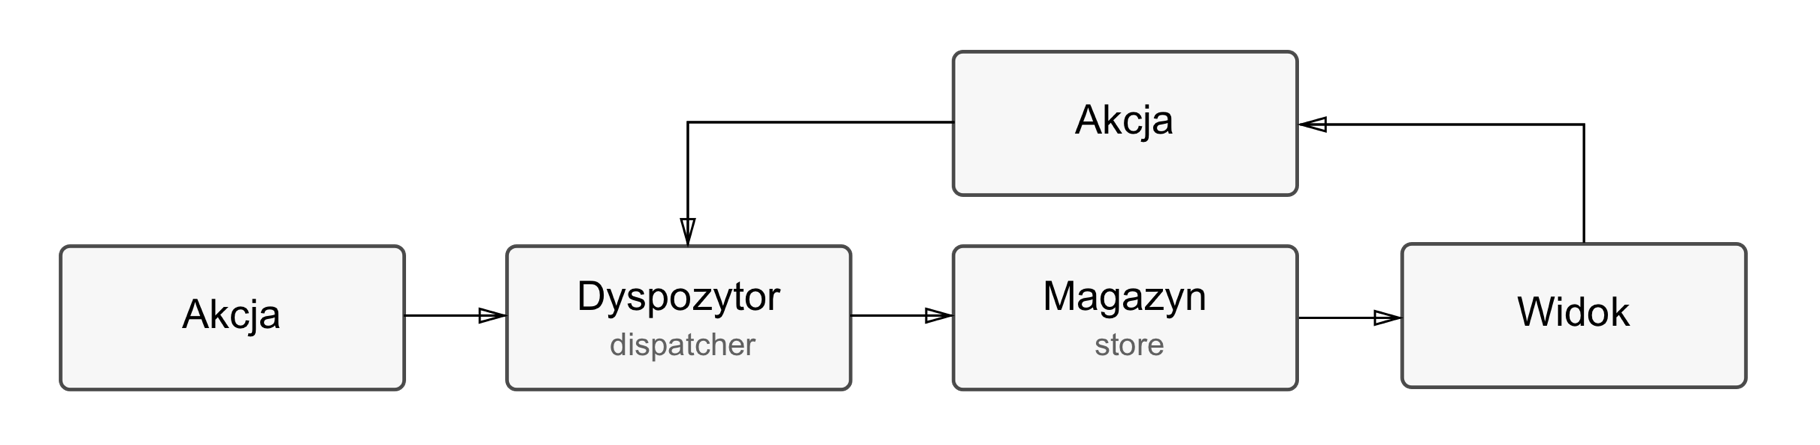 Akcja
Akcja
Dyspozytor
dispatcher
Magazyn
store
Widok